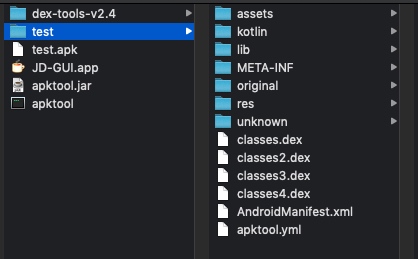 dex-tools-v2.4
test
test.apk
JD-GUI.app
apktool.jar
apktool
assets
kotlin
lib
META-INF
original
res
unknown
classes.dex
classes2.dex
classes3.dex
classes4.dex
AndroidManifest.xml
apktool.yml